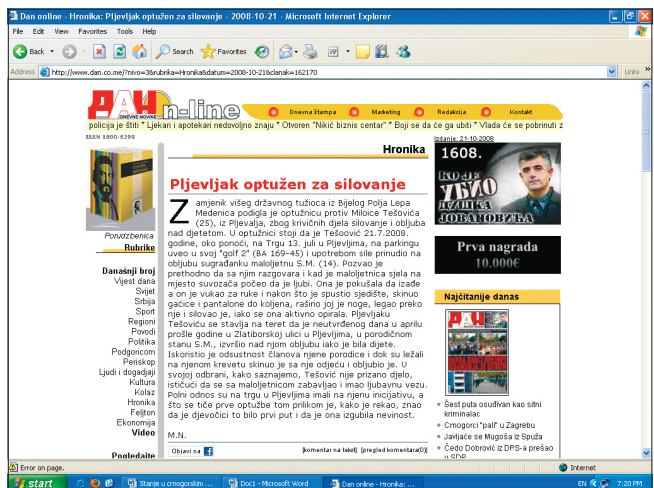 Dan online - Hronika: Pljevljak optužen za silovanje - 2008-10-21 - Microsoft Internet Explorer
File Edit View Favorites Tools Help
Back Search Favorites
Address http://www.dan.co.me/?nivo=3&rubrika=Hronika&datum=2008-10-21&clanak=162170 Links
ДАН n-line
DNEVNE NOVINE
Dnevna štampa Marketing Redakcija Kontakt
policija je štiti * Ljekari i apotekari nedovoljno znaju * Otvoren "Nikić biznis centar" * Boji se da će ga ubiti * Vlada će se pobrinuti z
ISSN 1800-6299
Izdanje: 21-10-2008
Hronika
Porudzbenica
Rubrike
Današnji broj
Vijest dana
Svijet
Srbija
Sport
Regioni
Povodi
Politika
Podgoricom
Periskop
Ljudi i dogadjaji
Kultura
Kolaz
Hronika
Feljton
Ekonomija
Video
Pogledajte
Pljevljak optužen za silovanje
Zamjenik višeg državnog tužioca iz Bijelog Polja Lepa
Medenica podigla je optužnicu protiv Miloice Tešovića
(25), iz Pljevalja, zbog krivičnih djela silovanje i obljuba
nad djetetom. U optužnici stoji da je Tešoović 21.7.2008.
godine, oko ponoći, na Trgu 13. juli u Pljevljima, na parkingu
uveo u svoj "golf 2" (BA 169-45) i upotrebom sile prinudio na
obljubu sugrađanku maloljetnu S.M. (14). Pozvao je
prethodno da sa njim razgovara i kad je maloljetnica sjela na
mjesto suvozača počeo da je ljubi. Ona je pokušala da izađe
a on je vukao za ruke i nakon što je spustio sjedište, skinuo
gaćice i pantalone do koljena, raširio joj je noge, legao preko
nje i silovao je, iako se ona aktivno opirala. Pljevljaku
Tešoviću se stavlja na teret da je neutvrđenog dana u aprilu
prošle godine u Zlatiborskoj ulici u Pljevljima, u porodičnom
stanu S.M., izvršio nad njom obljubu iako je bila dijete.
Iskoristio je odsustnost članova njene porodice i dok su ležali
na njenom krevetu skinuo je sa nje odjeću i obljubio je. U
svojoj odbrani, kako saznajemo, Tešović nije prizano djelo,
ističući da se sa maloljetnicom zabavljao i imao ljubavnu vezu.
Polni odnos su na trgu u Pljevljima imali na njenu inicijativu, a
što se tiče prve optužbe tom prilikom je, kako je rekao, znao
da je djevočici to bilo prvi put i da je ona izgubila nevinost.
M.N.
Objavi na
[komentar na tekst] [pregled komentara(0)]
1608.
КО ЈЕ
УБИО
ДУШКА
ЈОВАНОВИЋА
Prva nagrada
10.000€
Najčitanije danas
ДАН
Šest puta osuđivan kao sitni
kriminalac
Crnogorci "pali" u Zagrebu
Javljaće se Mugoša iz Spuža
Čedo Dobrović iz DPS-a prešao
u SDP
Error on page. Internet
start Stanje u crnogorskim ... Doc1 - Microsoft Word Dan online - Hronika: ... EN 7:20 PM